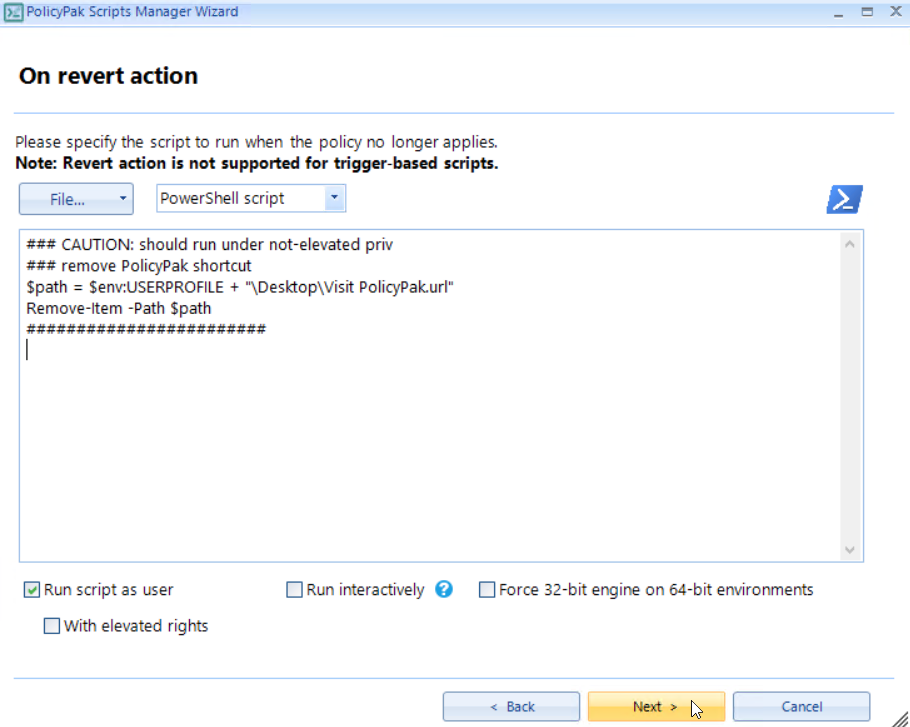 PolicyPak Scripts Manager Wizard
On revert action
Please specify the script to run when the policy no longer applies.
Note: Revert action is not supported for trigger-based scripts.
File... PowerShell script
### CAUTION: should run under not-elevated priv
### remove PolicyPak shortcut
$path = $env:USERPROFILE + "\Desktop\Visit PolicyPak.url"
Remove-Item -Path $path
########################
Run script as user Run interactively ? Force 32-bit engine on 64-bit environments
With elevated rights
< Back Next > Cancel